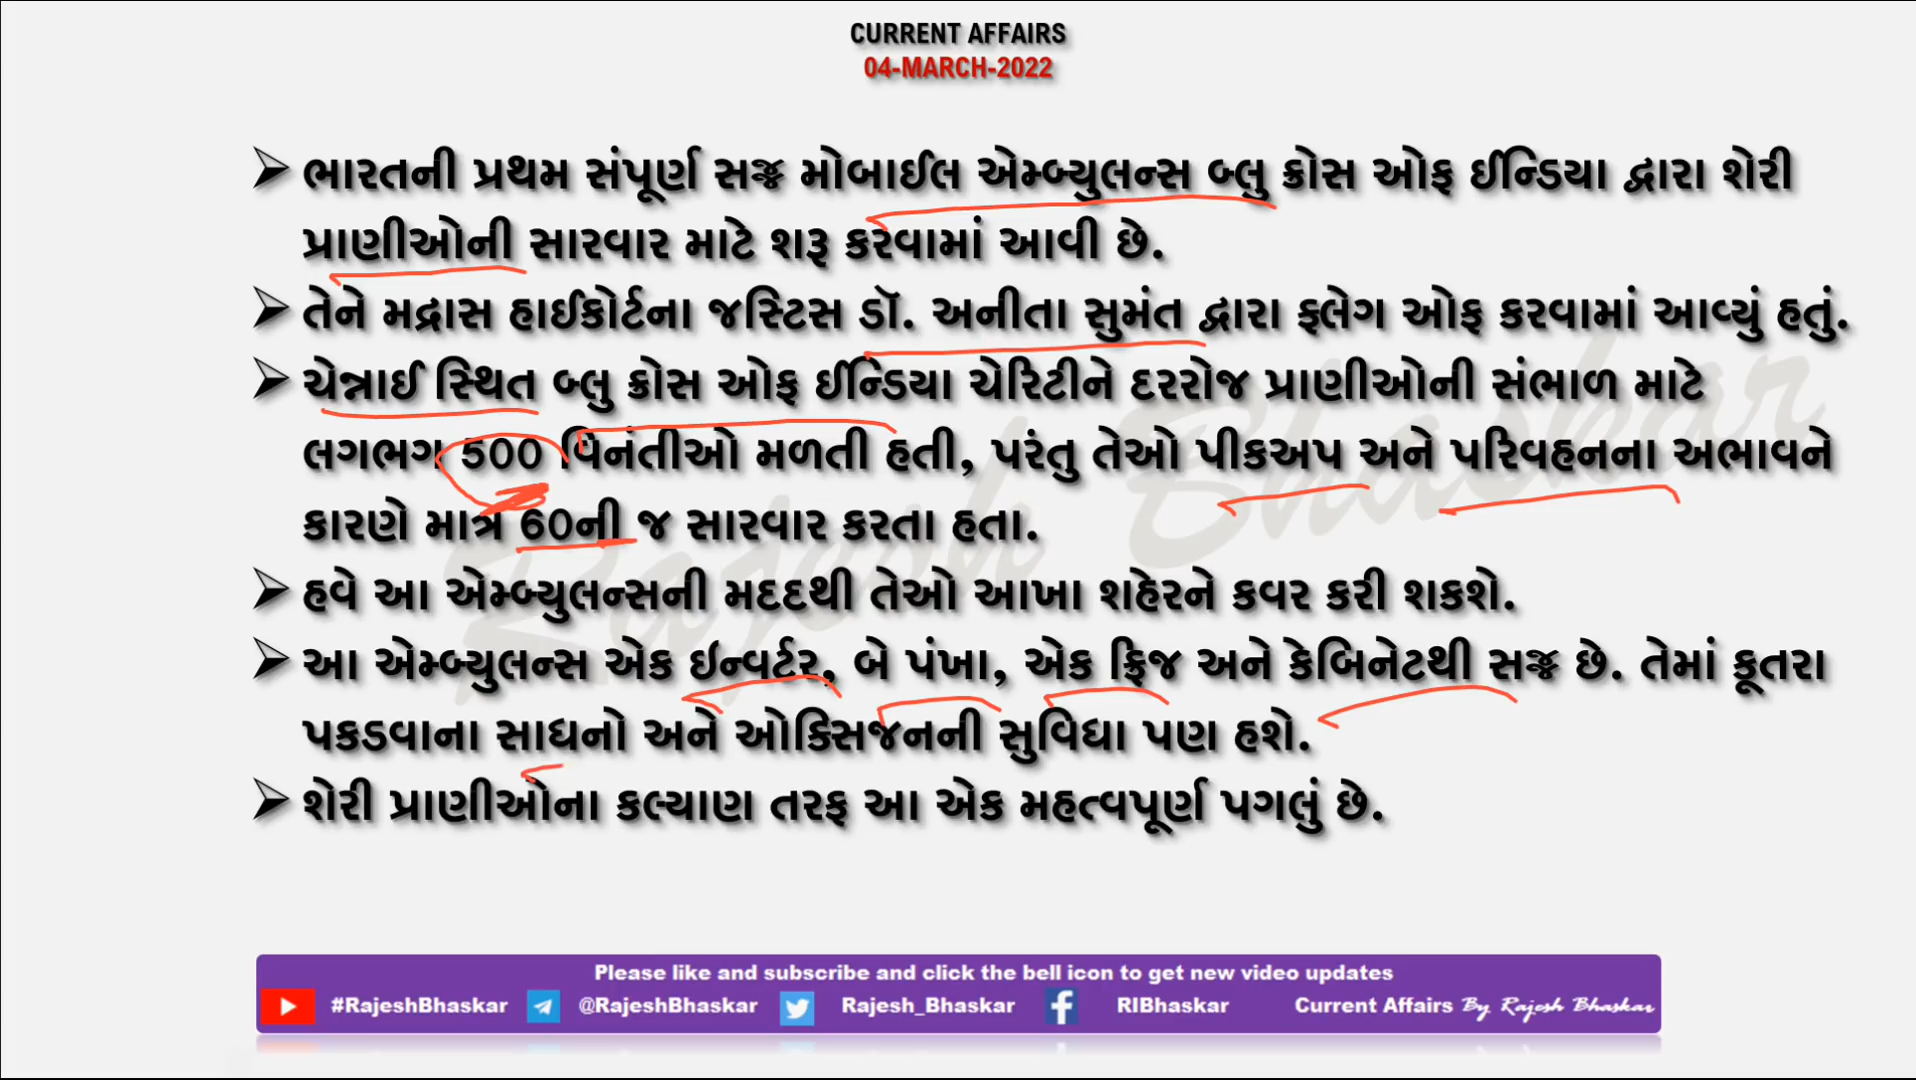 CURRENT AFFAIRS
04-MARCH-2022
➢ ભારતની પ્રથમ સંપૂર્ણ સજ્જ મોબાઈલ એમ્બ્યુલન્સ બ્લુ ક્રોસ ઓફ ઈન્ડિયા દ્વારા શેરી
પ્રાણીઓની સારવાર માટે શરૂ કરવામાં આવી છે.
➢ તેને મદ્રાસ હાઈકોર્ટના જસ્ટિસ ડૉ. અનીતા સુમંત દ્વારા ફ્લેગ ઓફ કરવામાં આવ્યું હતું.
➢ ચેન્નાઈ સ્થિત બ્લુ ક્રોસ ઓફ ઈન્ડિયા ચેરિટીને દરરોજ પ્રાણીઓની સંભાળ માટે
લગભગ 500 વિનંતીઓ મળતી હતી, પરંતુ તેઓ પીકઅપ અને પરિવહનના અભાવને
કારણે માત્ર 60ની જ સારવાર કરતા હતા.
➢ હવે આ એમ્બ્યુલન્સની મદદથી તેઓ આખા શહેરને કવર કરી શકશે.
➢ આ એમ્બ્યુલન્સ એક ઇન્વર્ટર, બે પંખા, એક ફ્રિજ અને કેબિનેટથી સજ્જ છે. તેમાં કૂતરા
પકડવાના સાધનો અને ઓક્સિજનની સુવિધા પણ હશે.
➢ શેરી પ્રાણીઓના કલ્યાણ તરફ આ એક મહત્વપૂર્ણ પગલું છે.
Rajesh Bhaskar
Please like and subscribe and click the bell icon to get new video updates
#RajeshBhaskar @RajeshBhaskar Rajesh_Bhaskar RIBhaskar Current Affairs By Rajesh Bhaskar